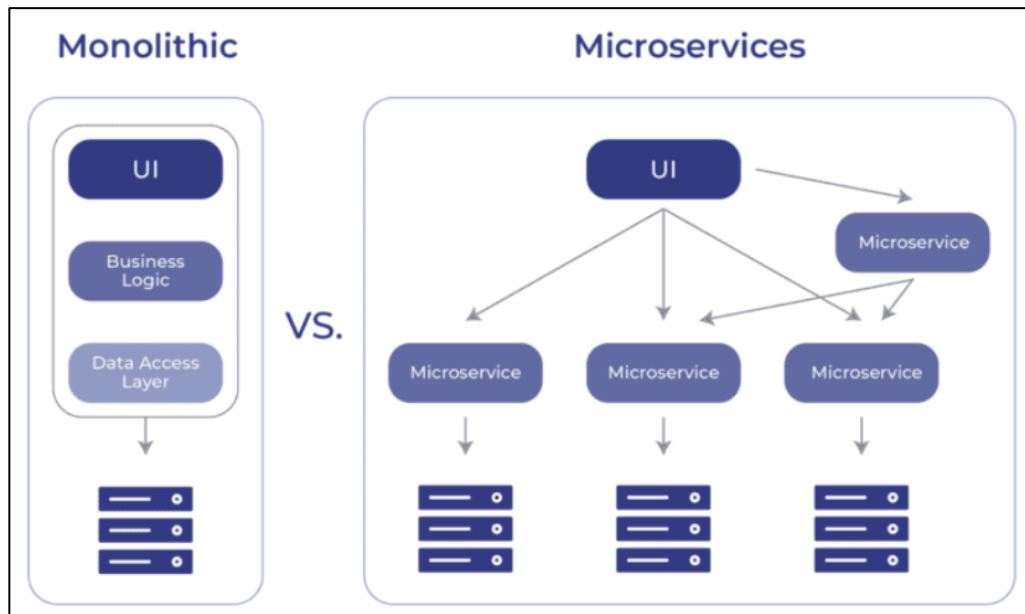 Monolithic
Microservices
UI
Business
Logic
Data Access
Layer
VS.
UI
Microservice
Microservice
Microservice
Microservice